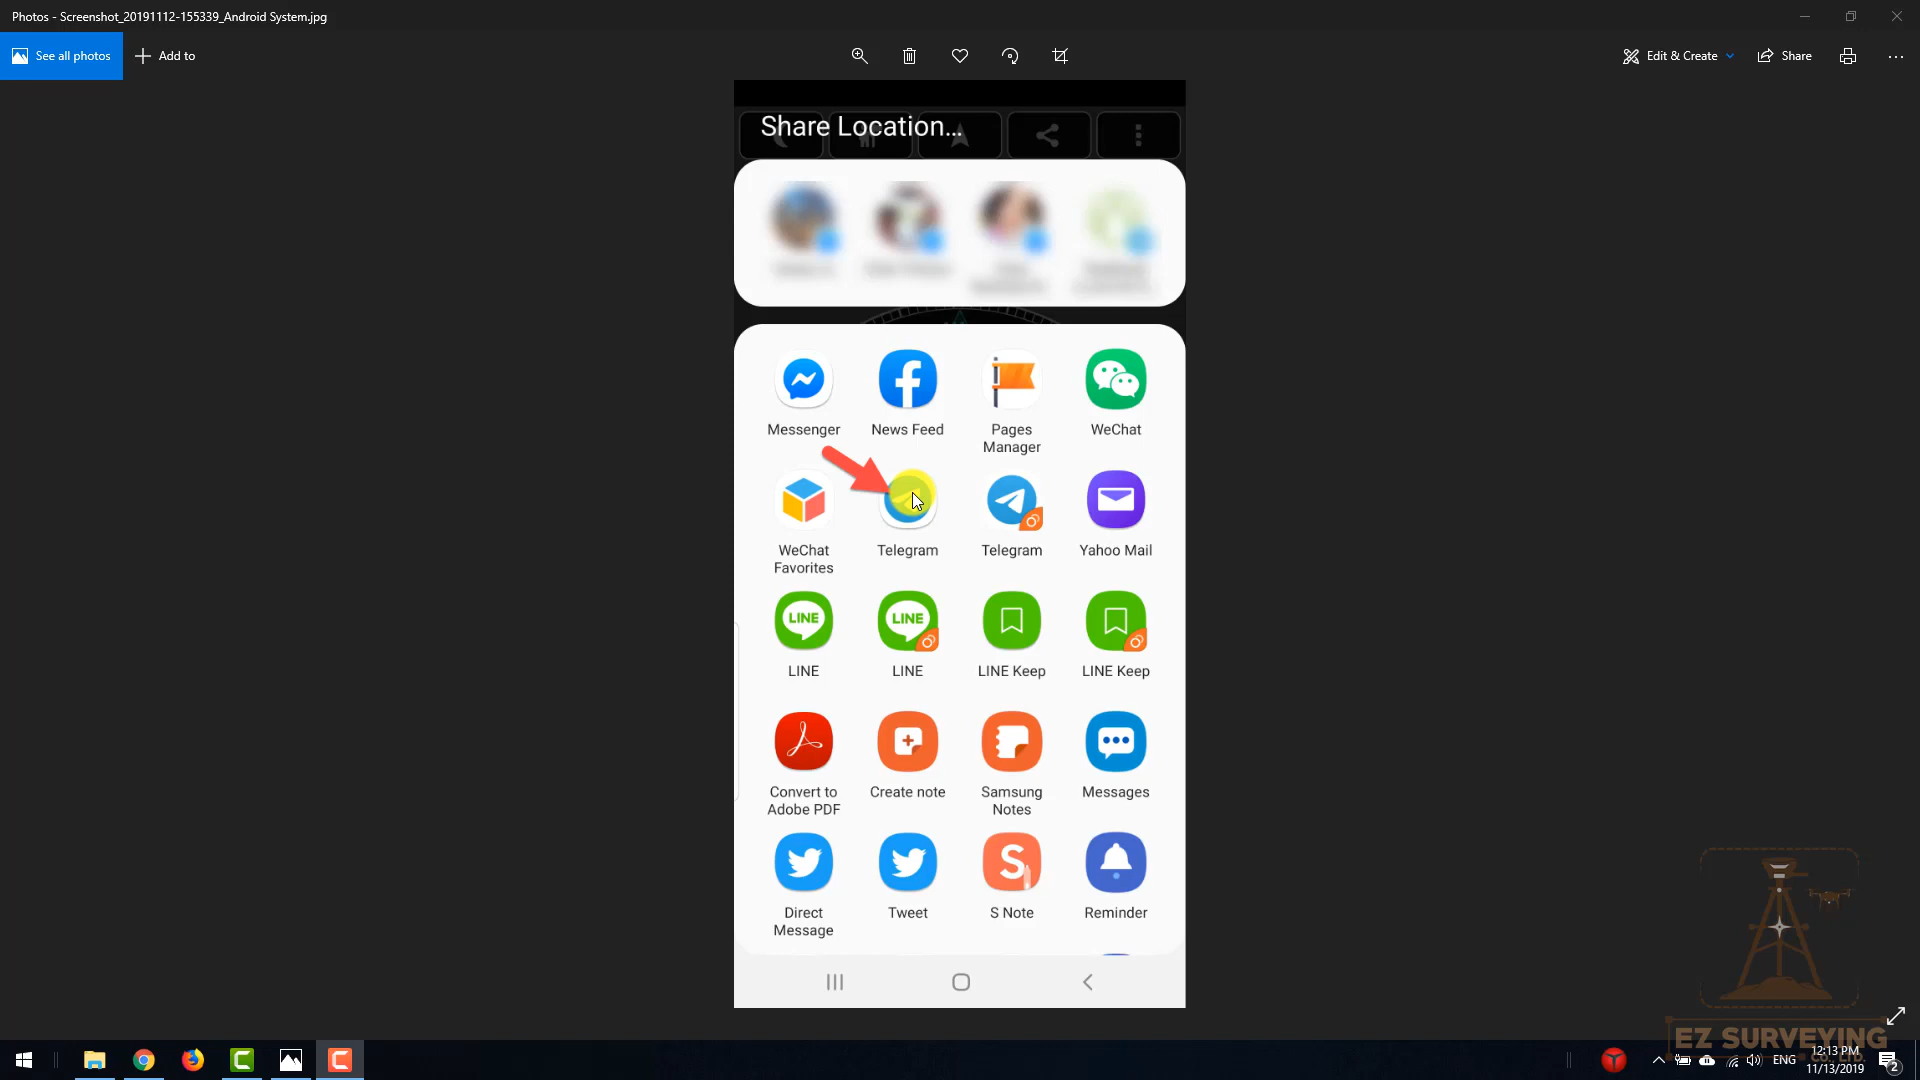 Photos - Screenshot_20191112-155339_Android System.jpg
See all photos
Add to
Edit & Create
Share
Share Location...
Messenger
News Feed
Pages
Manager
WeChat
WeChat
Favorites
Telegram
Telegram
Yahoo Mail
LINE
LINE
LINE
LINE
LINE Keep
LINE Keep
Convert to
Adobe PDF
Create note
Samsung
Notes
Messages
Direct
Message
Tweet
S
S Note
Reminder
EZ SURVEYING
CO., LTD.
ENG
12:13 PM
11/13/2019
2